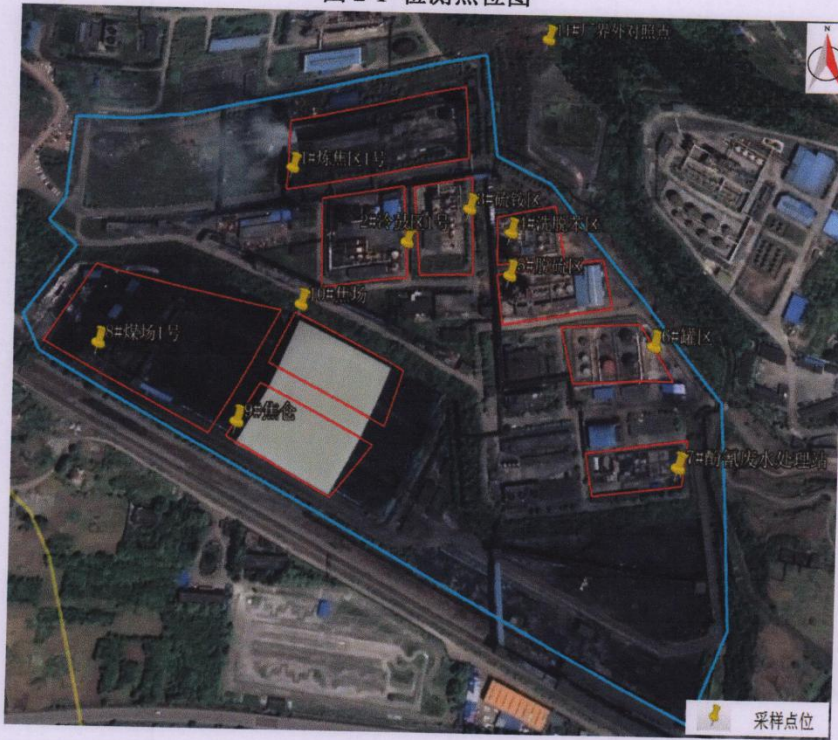 11#厂界外对照点
N
1#炼焦区1号
3#硫铵区
2#冷鼓区1号
4#洗脱苯区
5#脱硫区
10#焦场
8#煤场1号
6#罐区
9#焦仓
7#酚氰废水处理站
采样点位